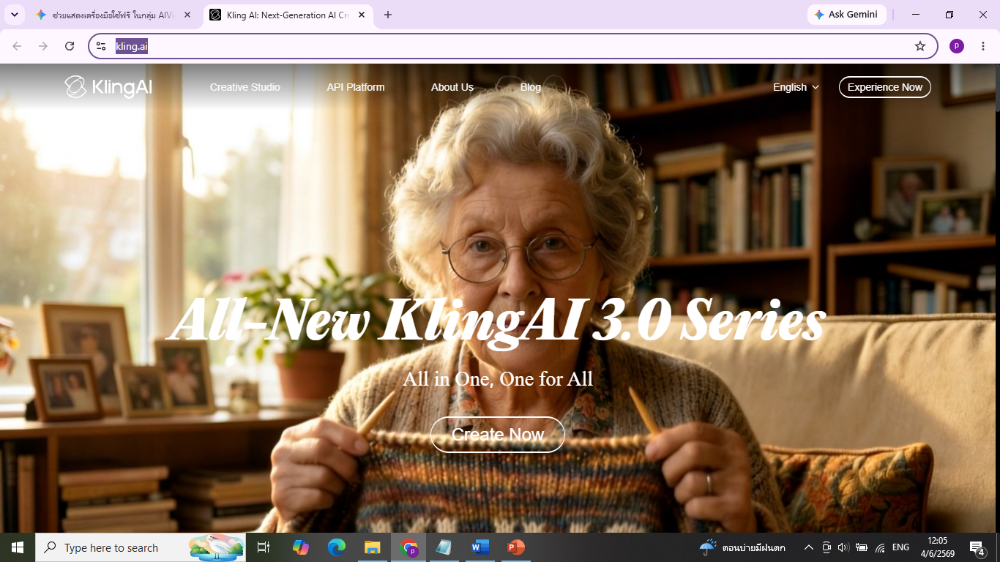 ช่วยแสดงเครื่องมือใช้ฟรี ในกลุ่ม AIVi
Kling AI: Next-Generation AI Cre
Ask Gemini
kling.ai
P
KlingAI
Creative Studio
API Platform
About Us
Blog
English
Experience Now
All-New KlingAI 3.0 Series
All in One, One for All
Create Now
Type here to search
P
W
P
ตอนบ่ายมีฝนตก
ENG
12:05
4/6/2569
4